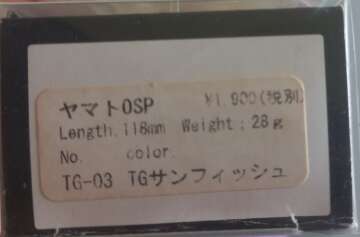 ヤマトOSP ¥1,900(税別)
Length.118mm Weight:28g
No. color.
TG-03 TGサンフィッシュ